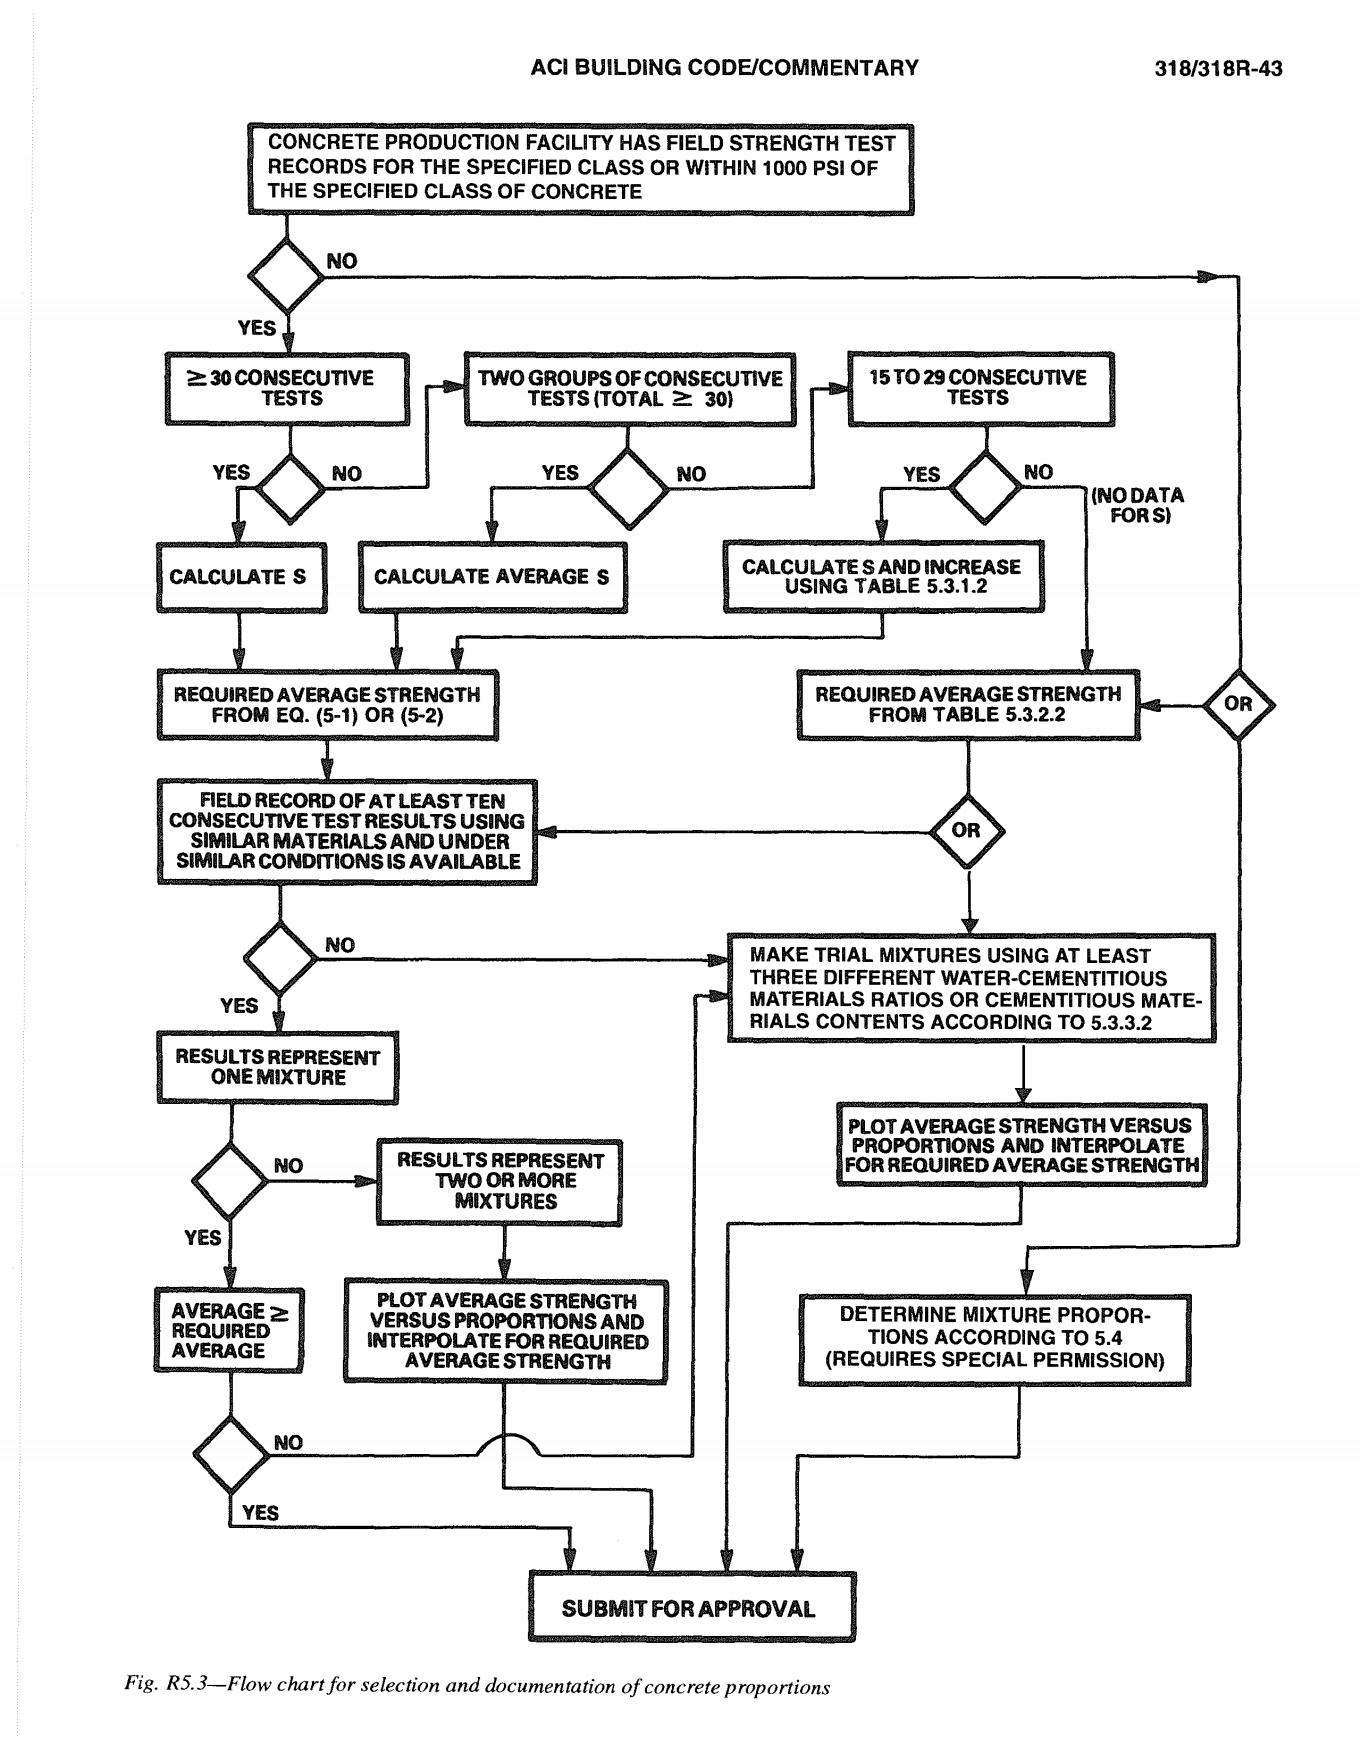 ACI BUILDING CODE/COMMENTARY
318/318R-43
CONCRETE PRODUCTION FACILITY HAS FIELD STRENGTH TEST
RECORDS FOR THE SPECIFIED CLASS OR WITHIN 1000 PSI OF
THE SPECIFIED CLASS OF CONCRETE
NO
YES
≥ 30 CONSECUTIVE
TESTS
TWO GROUPS OF CONSECUTIVE
TESTS (TOTAL ≥ 30)
15 TO 29 CONSECUTIVE
TESTS
YES
NO
YES
NO
YES
NO
(NO DATA
FOR S)
CALCULATE S
CALCULATE AVERAGE S
CALCULATE S AND INCREASE
USING TABLE 5.3.1.2
REQUIRED AVERAGE STRENGTH
FROM EQ. (5-1) OR (5-2)
REQUIRED AVERAGE STRENGTH
FROM TABLE 5.3.2.2
OR
FIELD RECORD OF AT LEAST TEN
CONSECUTIVE TEST RESULTS USING
SIMILAR MATERIALS AND UNDER
SIMILAR CONDITIONS IS AVAILABLE
OR
NO
YES
MAKE TRIAL MIXTURES USING AT LEAST
THREE DIFFERENT WATER-CEMENTITIOUS
MATERIALS RATIOS OR CEMENTITIOUS MATE-
RIALS CONTENTS ACCORDING TO 5.3.3.2
RESULTS REPRESENT
ONE MIXTURE
PLOT AVERAGE STRENGTH VERSUS
PROPORTIONS AND INTERPOLATE
FOR REQUIRED AVERAGE STRENGTH
NO
YES
RESULTS REPRESENT
TWO OR MORE
MIXTURES
AVERAGE ≥
REQUIRED
AVERAGE
PLOT AVERAGE STRENGTH
VERSUS PROPORTIONS AND
INTERPOLATE FOR REQUIRED
AVERAGE STRENGTH
DETERMINE MIXTURE PROPOR-
TIONS ACCORDING TO 5.4
(REQUIRES SPECIAL PERMISSION)
NO
YES
SUBMIT FOR APPROVAL
Fig. R5.3—Flow chart for selection and documentation of concrete proportions